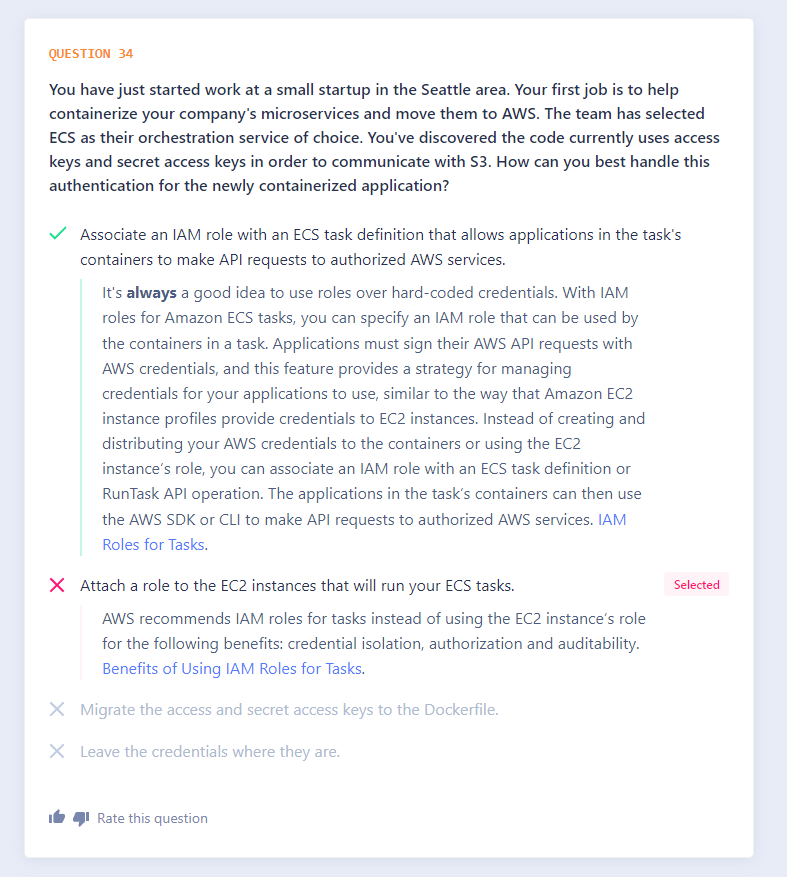 QUESTION 34
You have just started work at a small startup in the Seattle area. Your first job is to help
containerize your company's microservices and move them to AWS. The team has selected
ECS as their orchestration service of choice. You've discovered the code currently uses access
keys and secret access keys in order to communicate with S3. How can you best handle this
authentication for the newly containerized application?
Associate an IAM role with an ECS task definition that allows applications in the task's
containers to make API requests to authorized AWS services.
It's always a good idea to use roles over hard-coded credentials. With IAM
roles for Amazon ECS tasks, you can specify an IAM role that can be used by
the containers in a task. Applications must sign their AWS API requests with
AWS credentials, and this feature provides a strategy for managing
credentials for your applications to use, similar to the way that Amazon EC2
instance profiles provide credentials to EC2 instances. Instead of creating and
distributing your AWS credentials to the containers or using the EC2
instance’s role, you can associate an IAM role with an ECS task definition or
RunTask API operation. The applications in the task’s containers can then use
the AWS SDK or CLI to make API requests to authorized AWS services. IAM
Roles for Tasks.
Attach a role to the EC2 instances that will run your ECS tasks.
Selected
AWS recommends IAM roles for tasks instead of using the EC2 instance’s role
for the following benefits: credential isolation, authorization and auditability.
Benefits of Using IAM Roles for Tasks.
Migrate the access and secret access keys to the Dockerfile.
Leave the credentials where they are.
Rate this question